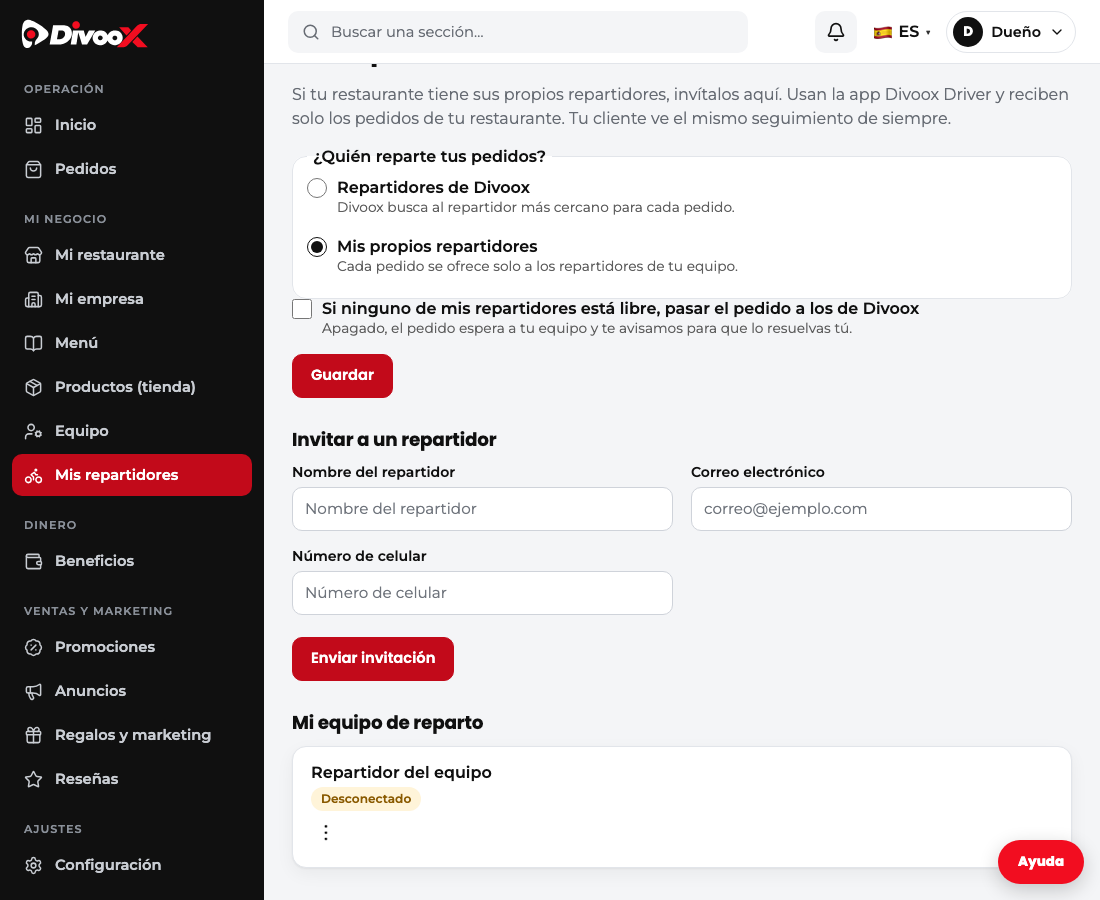 DivooX
OPERACIÓN
Inicio
Pedidos
MI NEGOCIO
Mi restaurante
Mi empresa
Menú
Productos (tienda)
Equipo
Mis repartidores
DINERO
Beneficios
VENTAS Y MARKETING
Promociones
Anuncios
Regalos y marketing
Reseñas
AJUSTES
Configuración
Buscar una sección...
ES
D
Dueño
Si tu restaurante tiene sus propios repartidores, invítalos aquí. Usan la app Divoox Driver y reciben
solo los pedidos de tu restaurante. Tu cliente ve el mismo seguimiento de siempre.
¿Quién reparte tus pedidos?
Repartidores de Divoox
Divoox busca al repartidor más cercano para cada pedido.
Mis propios repartidores
Cada pedido se ofrece solo a los repartidores de tu equipo.
Si ninguno de mis repartidores está libre, pasar el pedido a los de Divoox
Apagado, el pedido espera a tu equipo y te avisamos para que lo resuelvas tú.
Guardar
Invitar a un repartidor
Nombre del repartidor
Correo electrónico
Nombre del repartidor
correo@ejemplo.com
Número de celular
Número de celular
Enviar invitación
Mi equipo de reparto
Repartidor del equipo
Desconectado
Ayuda